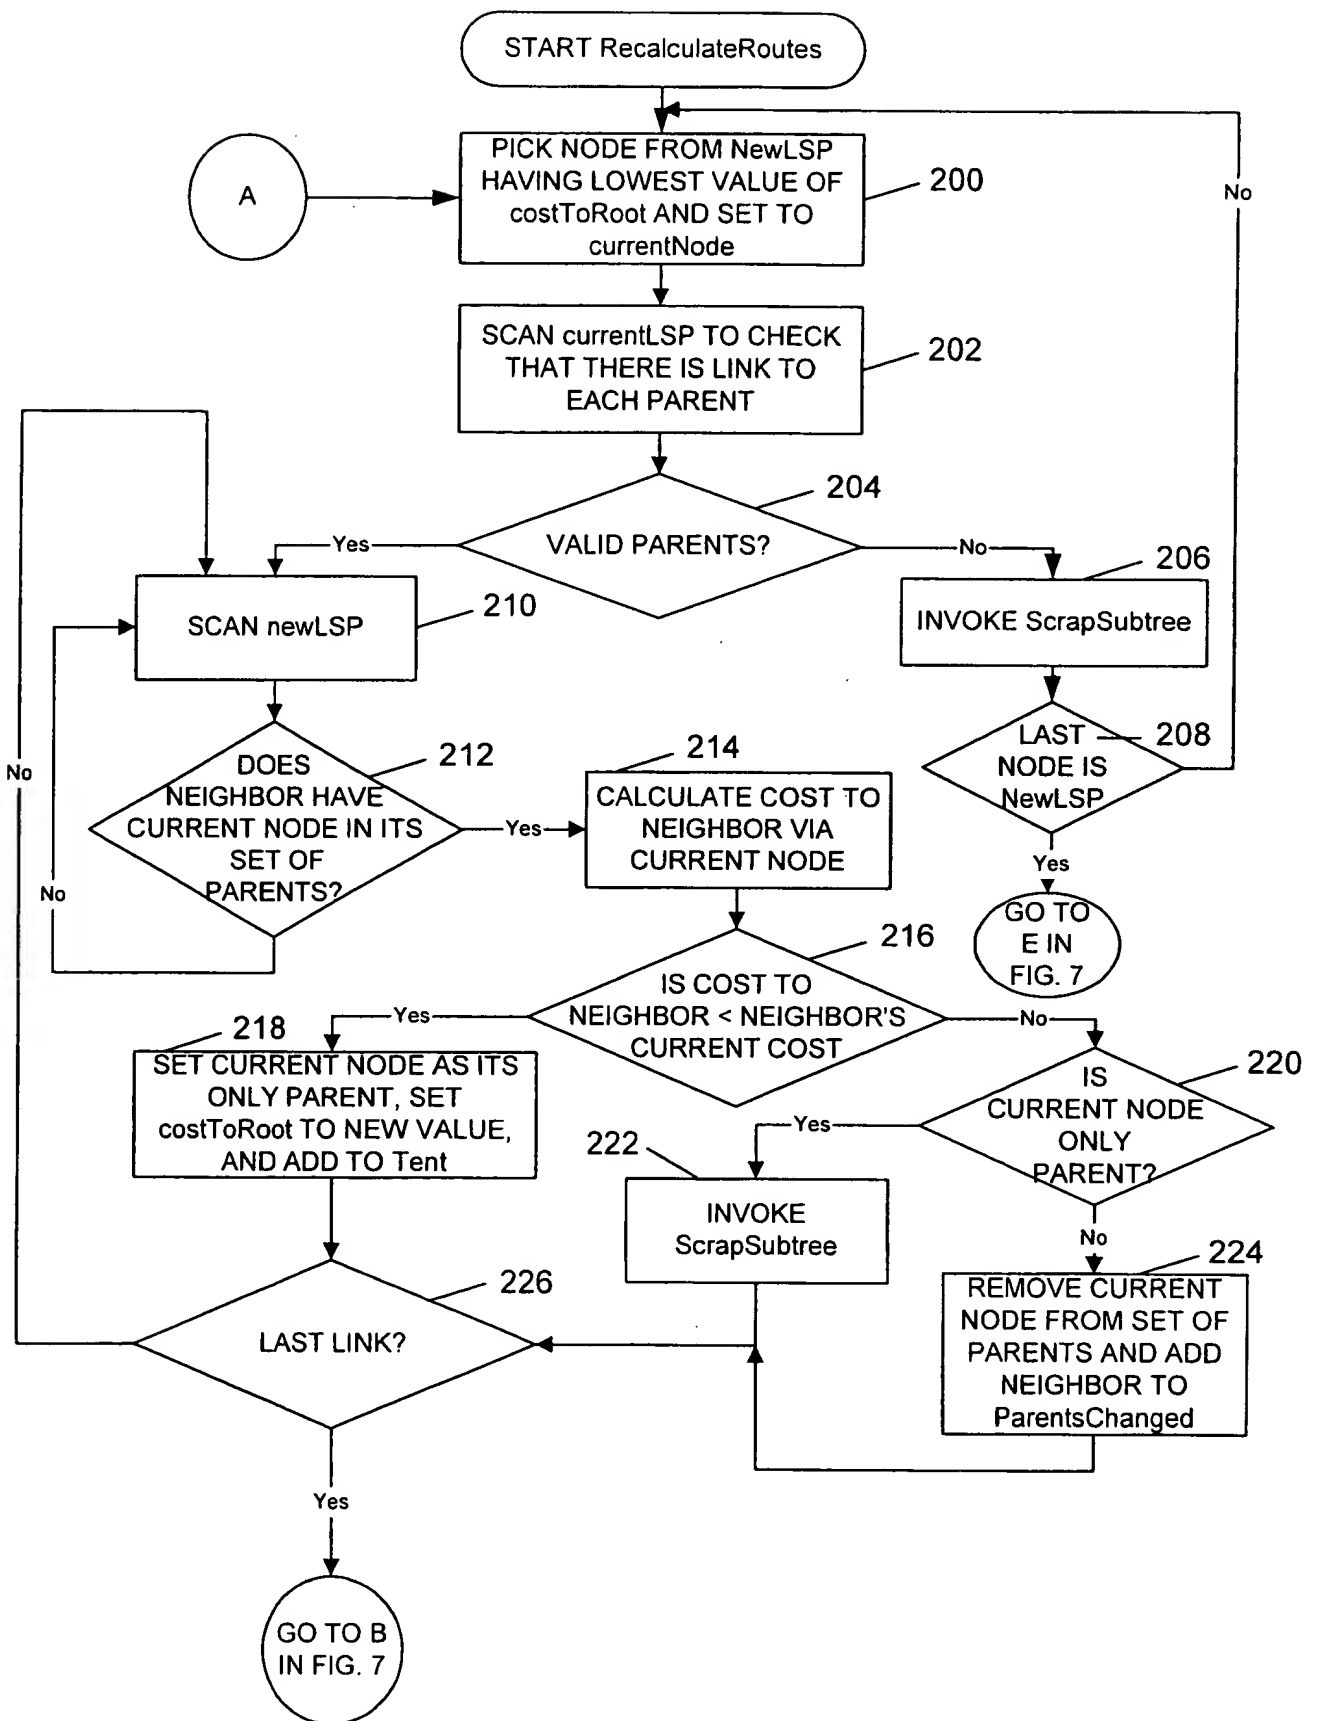 START RecalculateRoutes
A
PICK NODE FROM NewLSP
HAVING LOWEST VALUE OF
costToRoot AND SET TO
currentNode
200
No
SCAN currentLSP TO CHECK
THAT THERE IS LINK TO
EACH PARENT
202
204
VALID PARENTS?
Yes
No
206
INVOKE ScrapSubtree
SCAN newLSP
210
LAST
NODE IS
NewLSP
208
Yes
GO TO
E IN
FIG. 7
212
DOES
NEIGHBOR HAVE
CURRENT NODE IN ITS
SET OF
PARENTS?
No
No
Yes
214
CALCULATE COST TO
NEIGHBOR VIA
CURRENT NODE
216
IS COST TO
NEIGHBOR < NEIGHBOR'S
CURRENT COST
Yes
No
218
SET CURRENT NODE AS ITS
ONLY PARENT, SET
costToRoot TO NEW VALUE,
AND ADD TO Tent
220
IS
CURRENT NODE
ONLY
PARENT?
Yes
222
INVOKE
ScrapSubtree
No
224
REMOVE CURRENT
NODE FROM SET OF
PARENTS AND ADD
NEIGHBOR TO
ParentsChanged
226
LAST LINK?
Yes
GO TO B
IN FIG. 7